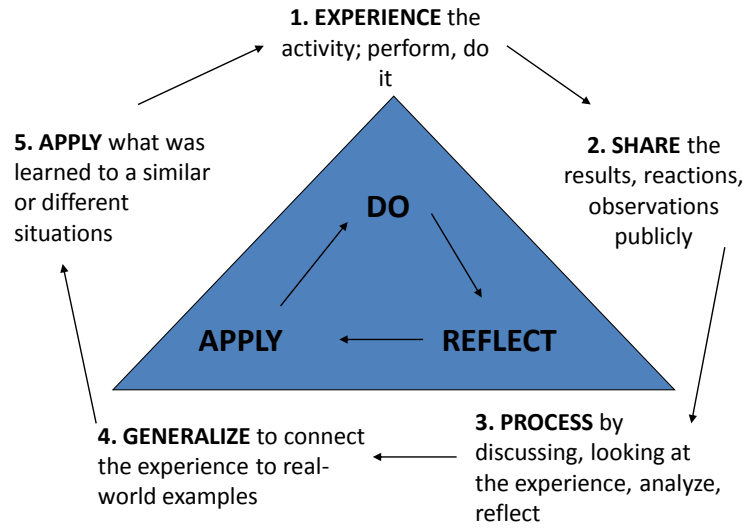 1. EXPERIENCE the
activity; perform, do
it
2. SHARE the
results, reactions,
observations
publicly
3. PROCESS by
discussing, looking at
the experience, analyze,
reflect
4. GENERALIZE to connect
the experience to real-
world examples
5. APPLY what was
learned to a similar
or different
situations
DO
REFLECT
APPLY